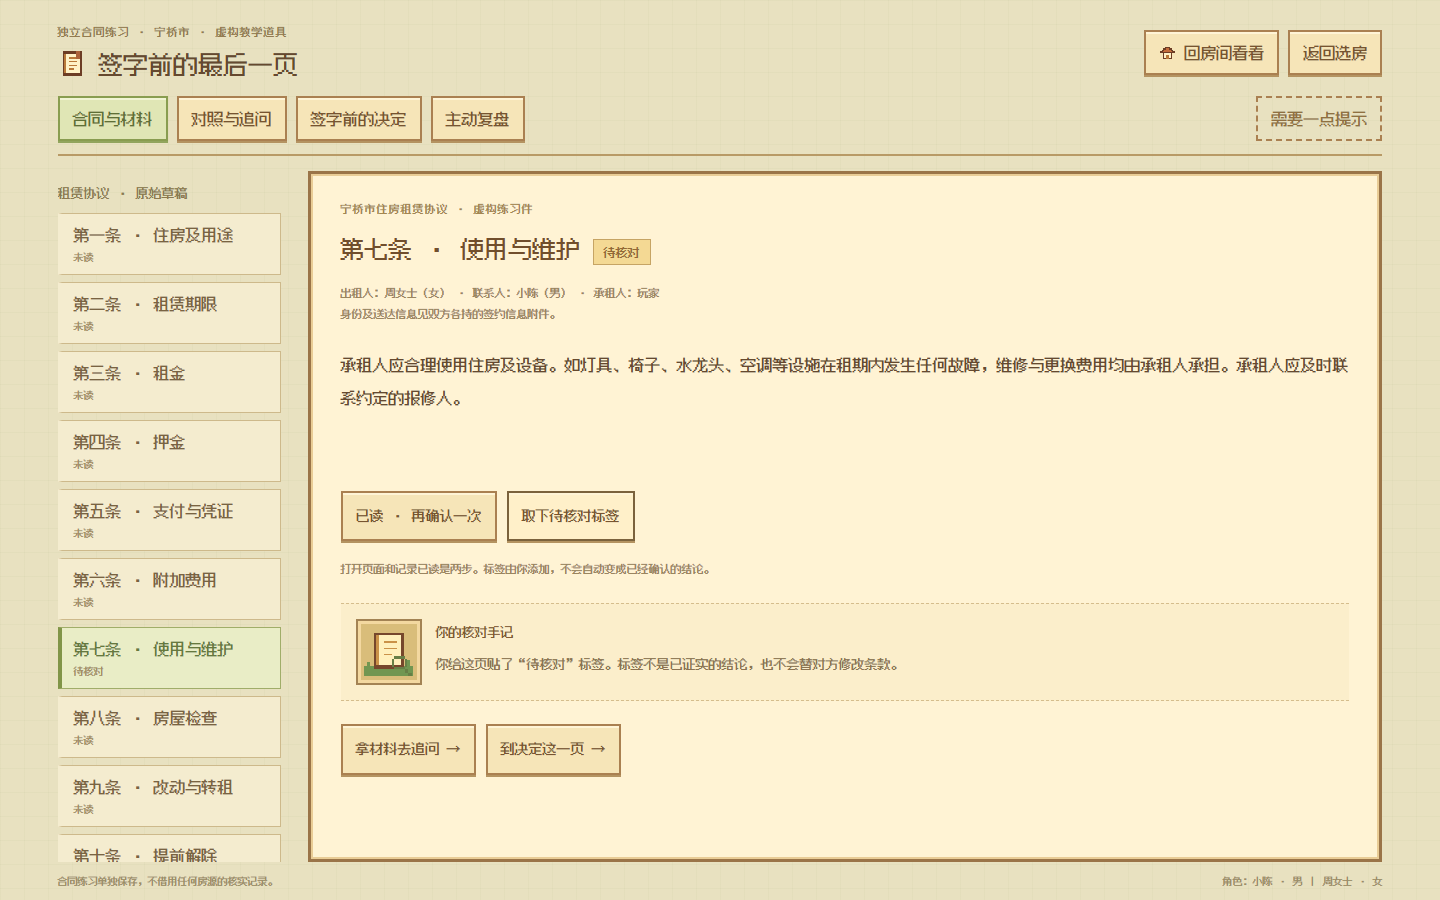 独立合同练习 · 宁桥市 · 虚构教学道具
签字前的最后一页
回房间看看
返回选房
合同与材料
对照与追问
签字前的决定
主动复盘
需要一点提示
租赁协议 · 原始草稿
第一条 · 住房及用途
未读
第二条 · 租赁期限
未读
第三条 · 租金
未读
第四条 · 押金
未读
第五条 · 支付与凭证
未读
第六条 · 附加费用
未读
第七条 · 使用与维护
待核对
第八条 · 房屋检查
未读
第九条 · 改动与转租
未读
第十条 · 提前解除
宁桥市住房租赁协议 · 虚构练习件
第七条 · 使用与维护
待核对
出租人：周女士（女） · 联系人：小陈（男） · 承租人：玩家
身份及送达信息见双方各持的签约信息附件。
承租人应合理使用住房及设备。如灯具、椅子、水龙头、空调等设施在租期内发生任何故障，维修与更换费用均由承租人承担。承租人应及时联
系约定的报修人。
已读 · 再确认一次
取下待核对标签
打开页面和记录已读是两步。标签由你添加，不会自动变成已经确认的结论。
你的核对手记
你给这页贴了“待核对”标签。标签不是已证实的结论，也不会替对方修改条款。
拿材料去追问 →
到决定这一页 →
合同练习单独保存，不借用任何房源的核实记录。
角色：小陈 · 男 | 周女士 · 女